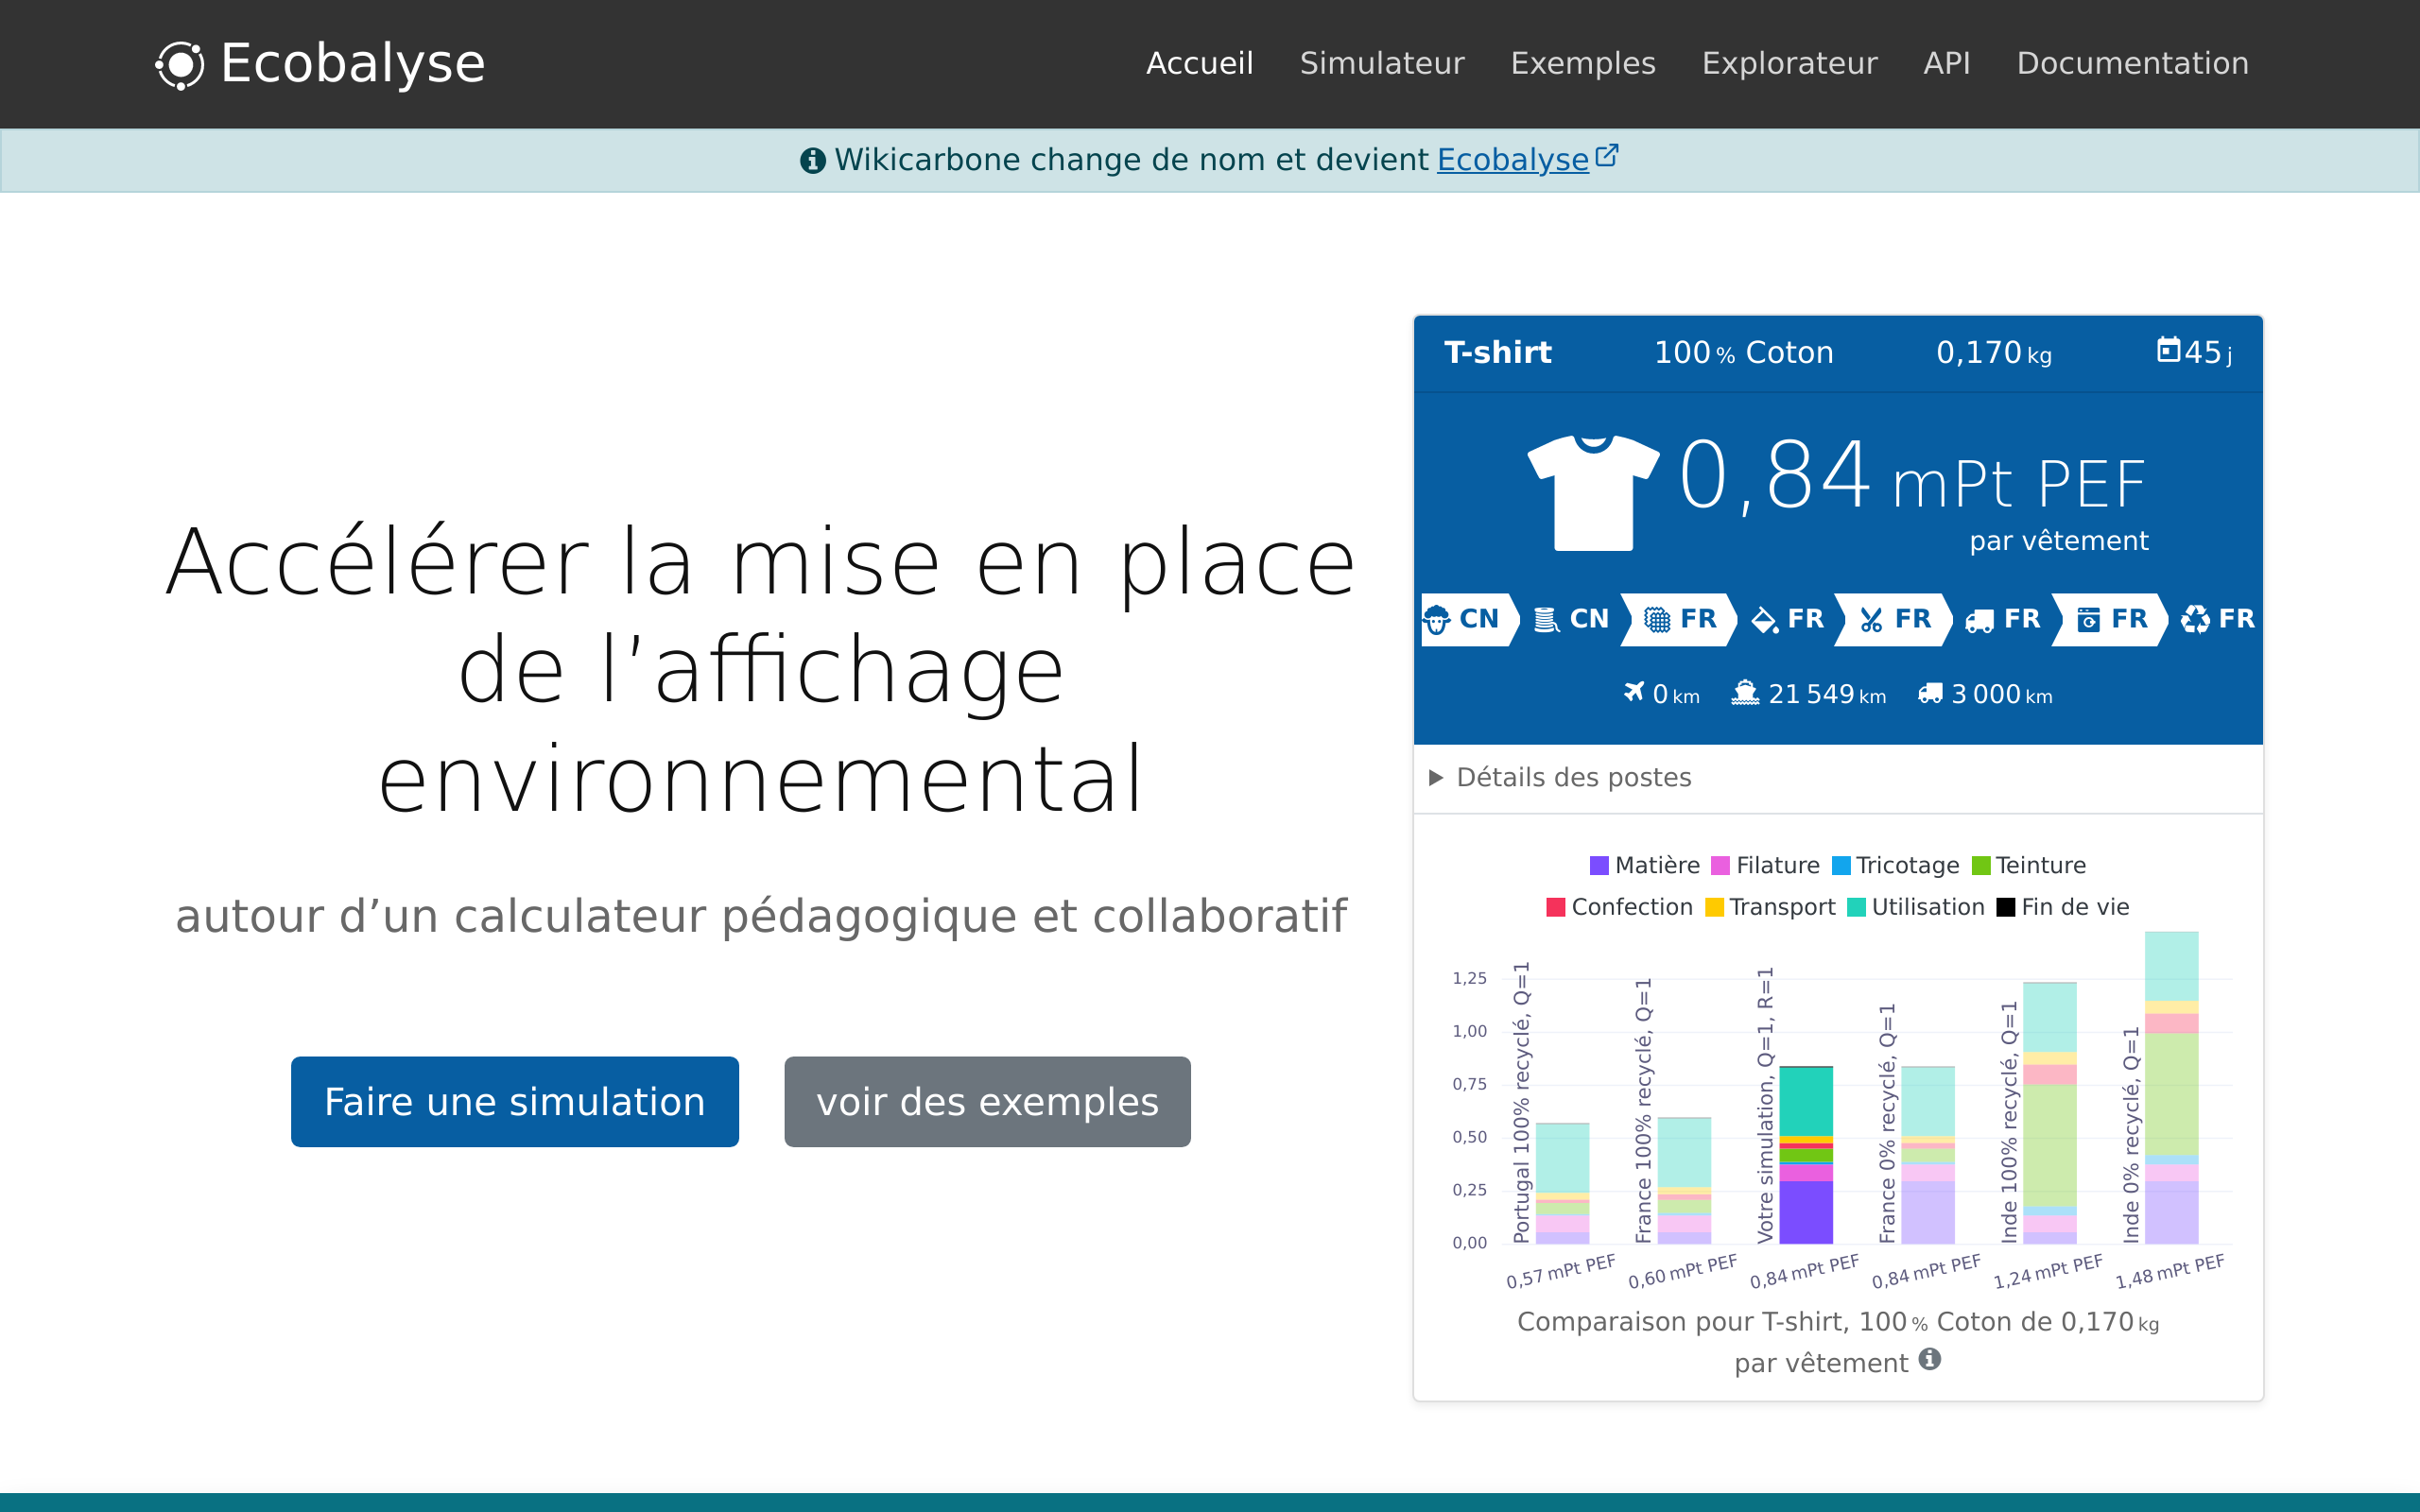 Ecobalyse
Accueil Simulateur Exemples Explorateur API Documentation
Wikicarbone change de nom et devient Ecobalyse
Accélérer la mise en place
de l’affichage
environnemental
autour d’un calculateur pédagogique et collaboratif
Faire une simulation voir des exemples
T-shirt 100 % Coton 0,170 kg 45 j
0,84 mPt PEF
par vêtement
CN CN FR FR FR FR FR FR
0 km 21 549 km 3 000 km
Détails des postes
Matière Filature Tricotage Teinture
Confection Transport Utilisation Fin de vie
1,25
1,00
0,75
0,50
0,25
0,00
Portugal 100% recyclé, Q=1
France 100% recyclé, Q=1
Votre simulation, Q=1, R=1
France 0% recyclé, Q=1
Inde 100% recyclé, Q=1
Inde 0% recyclé, Q=1
0,57 mPt PEF 0,60 mPt PEF 0,84 mPt PEF 0,84 mPt PEF 1,24 mPt PEF 1,48 mPt PEF
Comparaison pour T-shirt, 100 % Coton de 0,170 kg
par vêtement